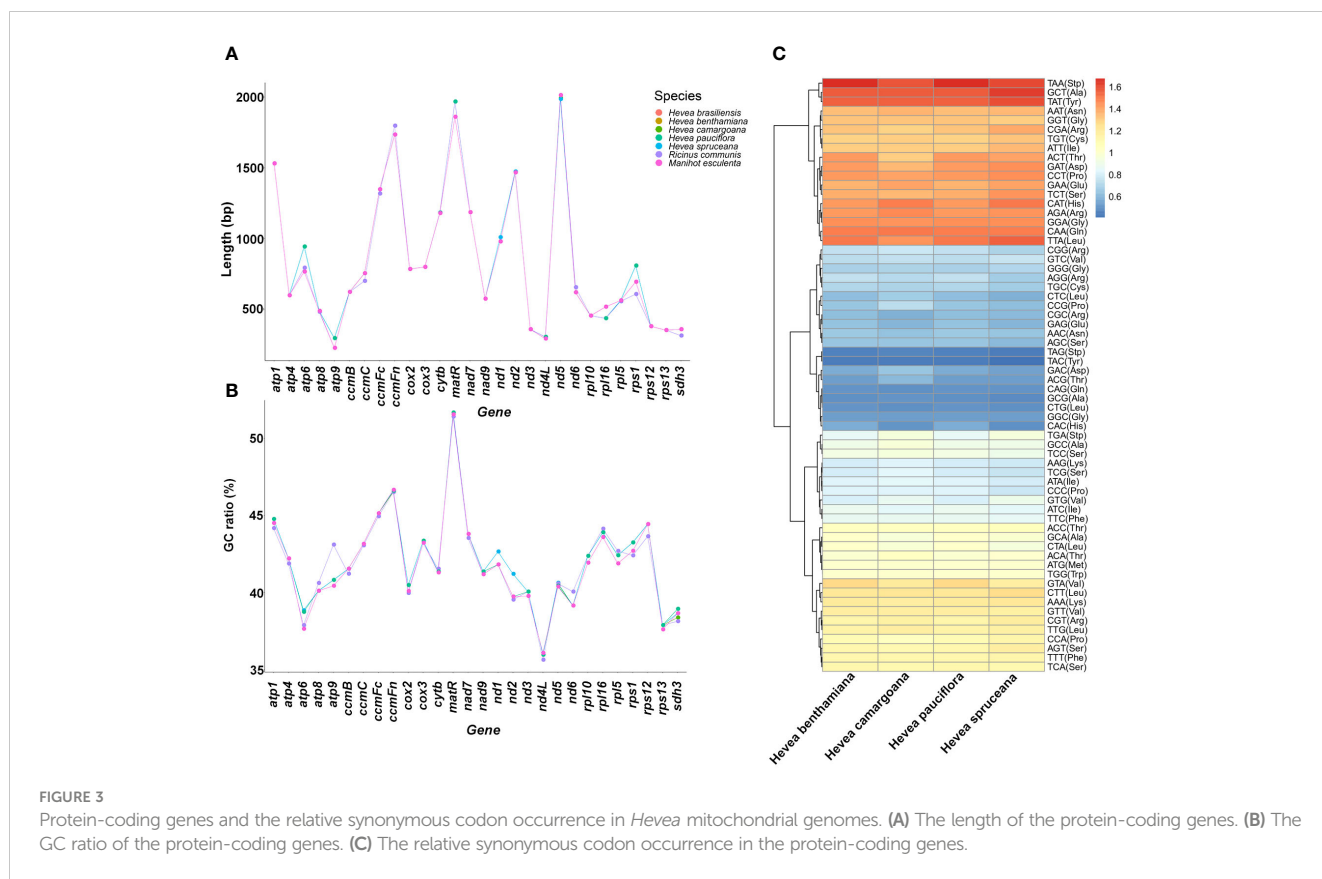 A
Length (bp)
2000
1500
1000
500
Species
Hevea brasiliensis
Hevea benthamiana
Hevea camargoana
Hevea pauciflora
Hevea spruceana
Ricinus communis
Manihot esculenta
atp1 atp4 atp6 atp8 atp9 ccmB ccmC ccmFc ccmFn cox2 cox3 cytb matR nad7 nad9 nd1 nd2 nd3 nd4L nd5 nd6 rpl10 rpl16 rpl5 rps1 rps12 rps13 sdh3
Gene
B
GC ratio (%)
50
45
40
35
atp1 atp4 atp6 atp8 atp9 ccmB ccmC ccmFc ccmFn cox2 cox3 cytb matR nad7 nad9 nd1 nd2 nd3 nd4L nd5 nd6 rpl10 rpl16 rpl5 rps1 rps12 rps13 sdh3
Gene
C
TAA(Stp)
GCT(Ala)
TAT(Tyr)
AAT(Asn)
GGT(Gly)
CGA(Arg)
TGT(Cys)
ATT(Ile)
ACT(Thr)
GAT(Asp)
CCT(Pro)
GAA(Glu)
TCT(Ser)
CAT(His)
AGA(Arg)
GGA(Gly)
CAA(Gln)
TTA(Leu)
CGG(Arg)
GTC(Val)
GGG(Gly)
AGG(Arg)
TGC(Cys)
CTC(Leu)
CCG(Pro)
CGC(Arg)
GAG(Glu)
AAC(Asn)
AGC(Ser)
TAG(Stp)
TAC(Tyr)
GAC(Asp)
ACG(Thr)
CAG(Gln)
GCG(Ala)
CTG(Leu)
GGC(Gly)
CAC(His)
TGA(Stp)
GCC(Ala)
TCC(Ser)
AAG(Lys)
TCG(Ser)
ATA(Ile)
CCC(Pro)
GTG(Val)
ATC(Ile)
TTC(Phe)
ACC(Thr)
GCA(Ala)
CTA(Leu)
ACA(Thr)
ATG(Met)
TGG(Trp)
GTA(Val)
CTT(Leu)
AAA(Lys)
GTT(Val)
CGT(Arg)
TTG(Leu)
CCA(Pro)
AGT(Ser)
TTT(Phe)
TCA(Ser)
1.6
1.4
1.2
1
0.8
0.6
Hevea benthamiana
Hevea camargoana
Hevea pauciflora
Hevea spruceana
FIGURE 3
Protein-coding genes and the relative synonymous codon occurrence in Hevea mitochondrial genomes. (A) The length of the protein-coding genes. (B) The
GC ratio of the protein-coding genes. (C) The relative synonymous codon occurrence in the protein-coding genes.